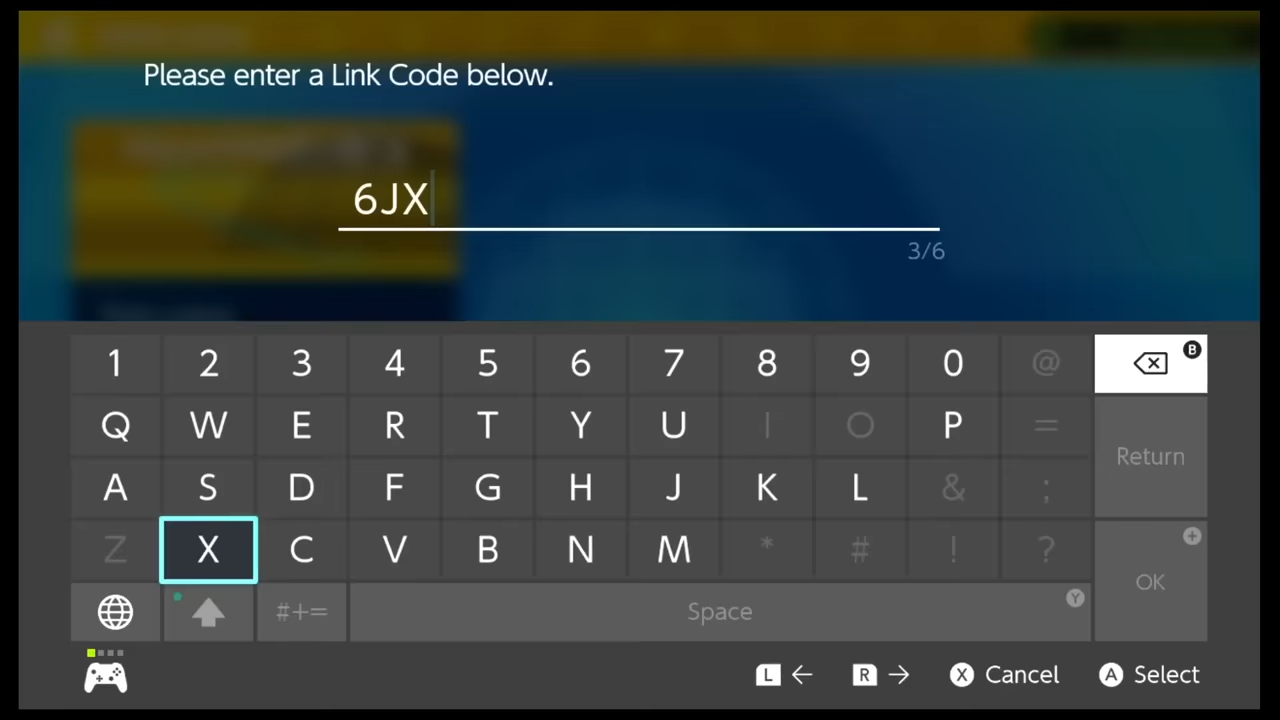 Please enter a Link Code below.
6JX
3/6
1 2 3 4 5 6 7 8 9 0 @ B
Q W E R T Y U I O P = Return
A S D F G H J K L & ;
Z X C V B N M * # ! ? + OK
#+= Space Y
L ← R → X Cancel A Select